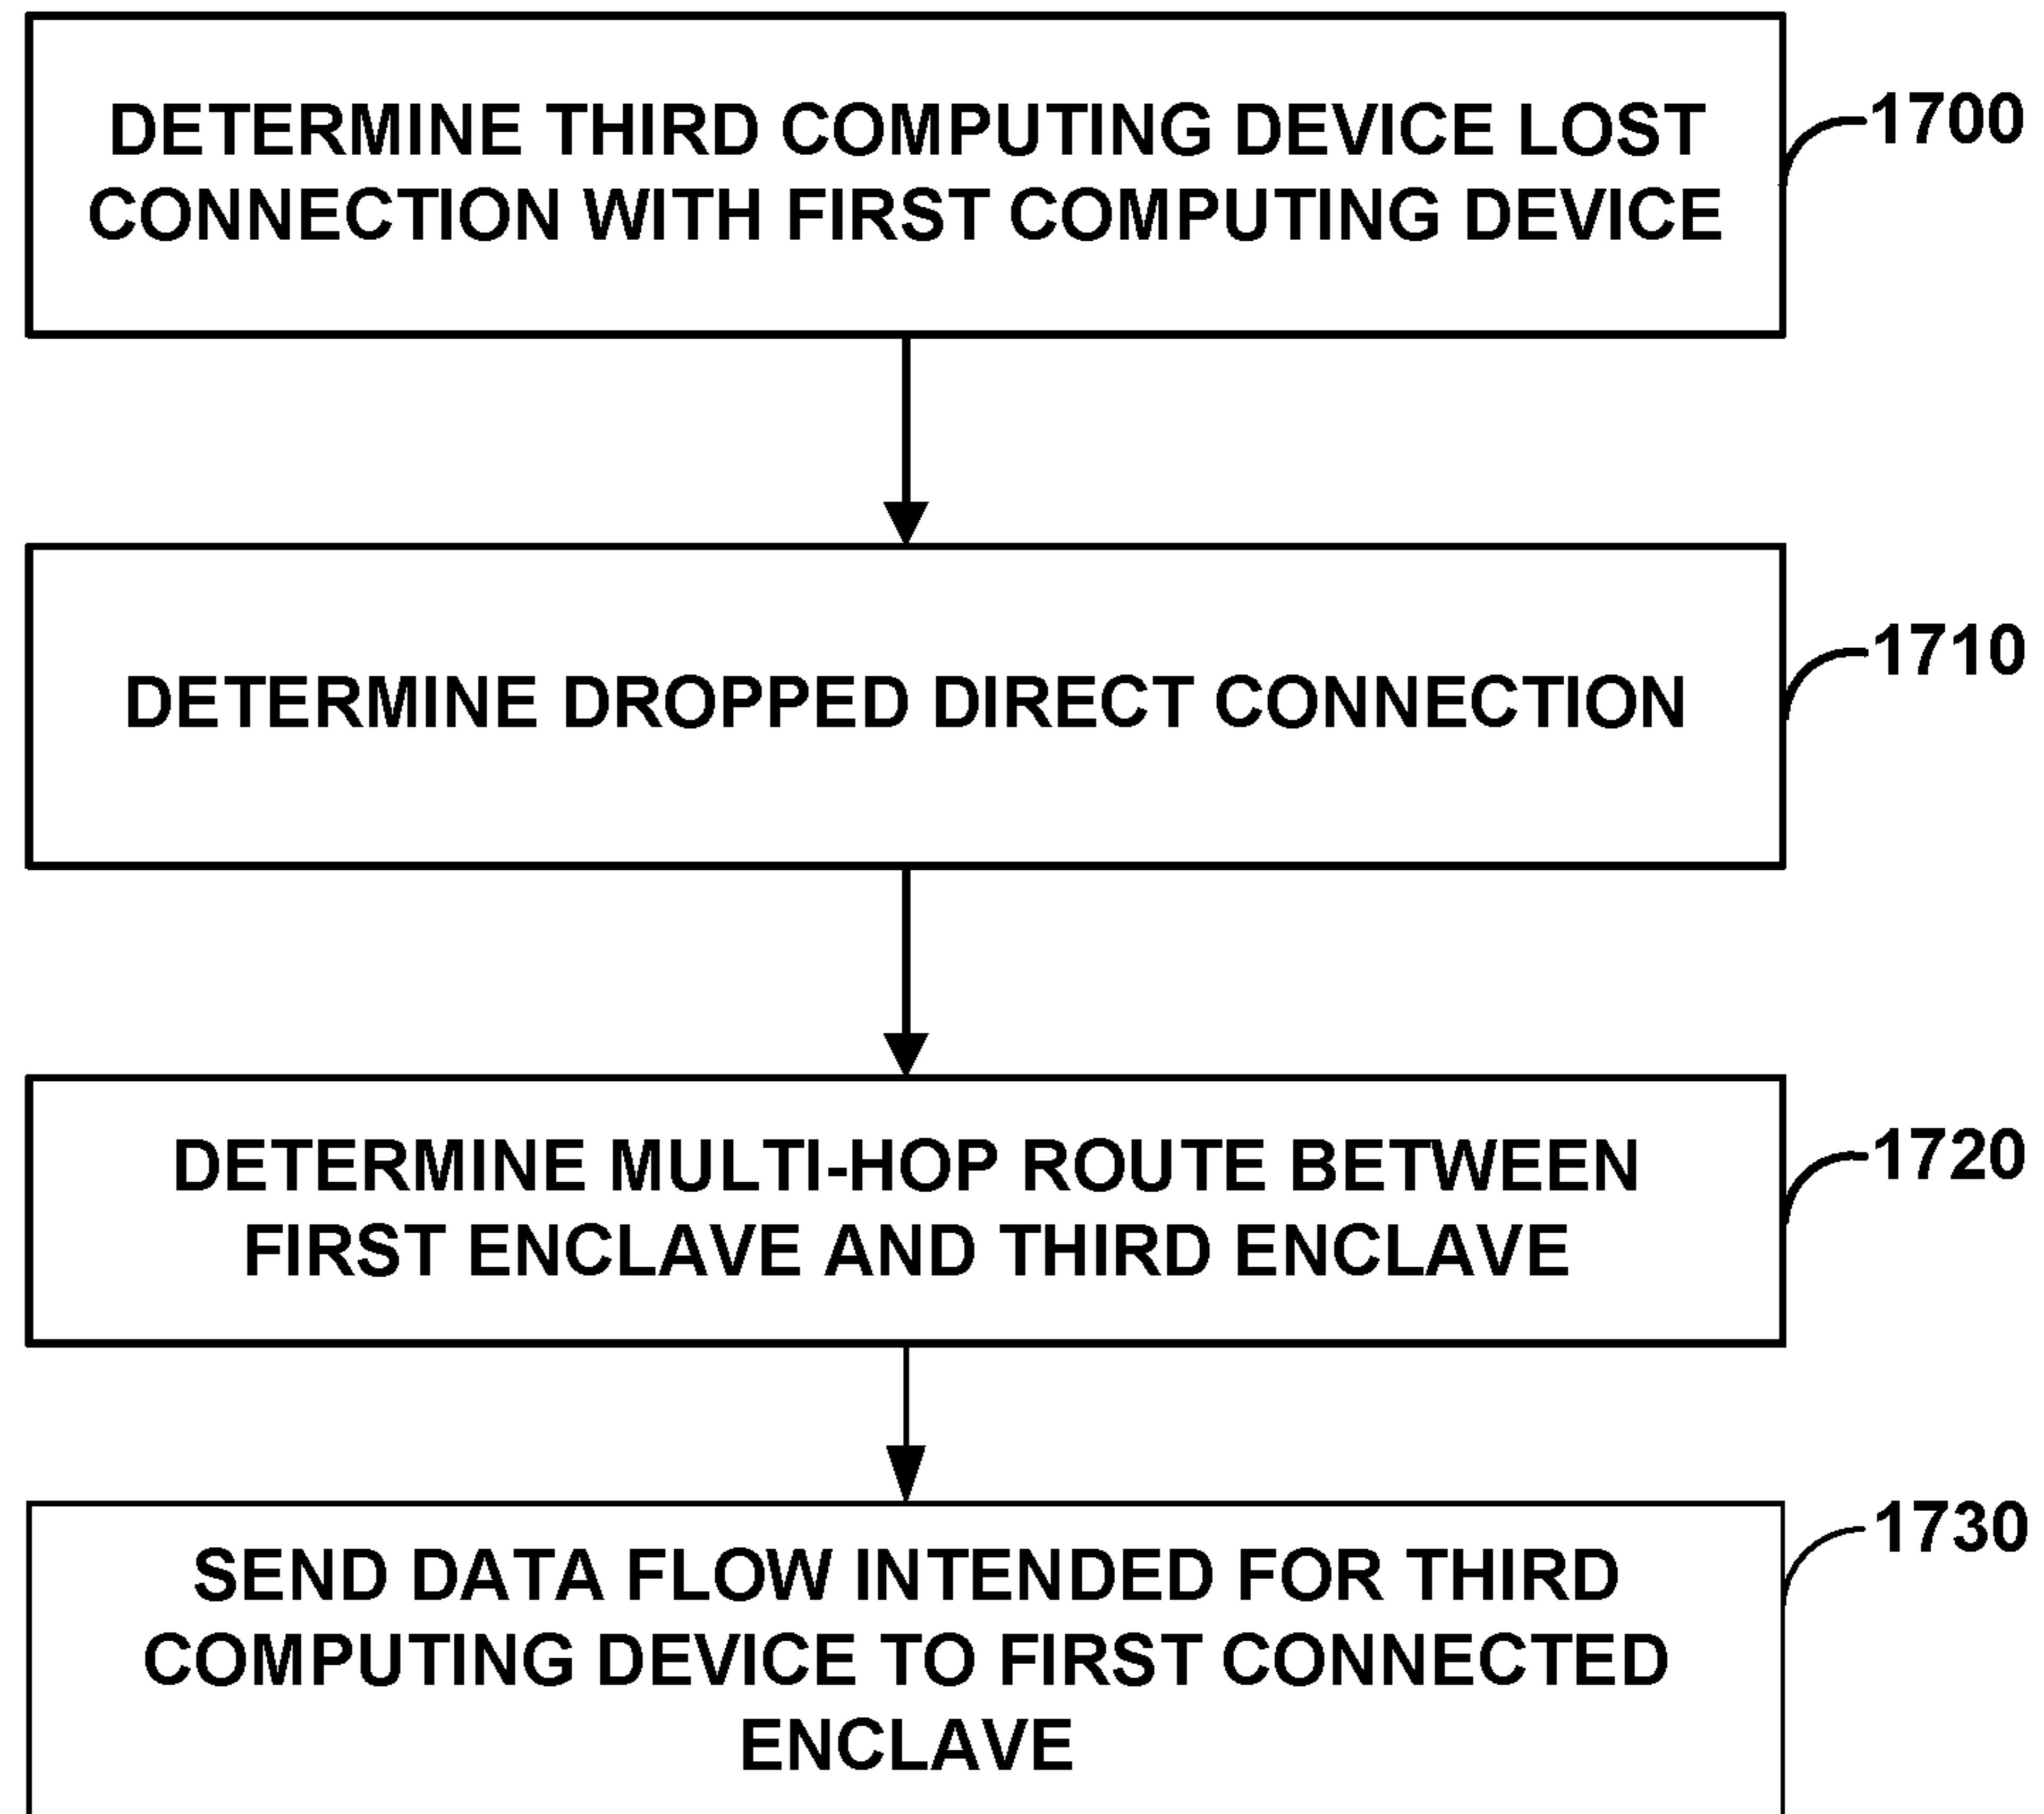 DETERMINE THIRD COMPUTING DEVICE LOST
CONNECTION WITH FIRST COMPUTING DEVICE
1700
DETERMINE DROPPED DIRECT CONNECTION
1710
DETERMINE MULTI-HOP ROUTE BETWEEN
FIRST ENCLAVE AND THIRD ENCLAVE
1720
SEND DATA FLOW INTENDED FOR THIRD
COMPUTING DEVICE TO FIRST CONNECTED
ENCLAVE
1730